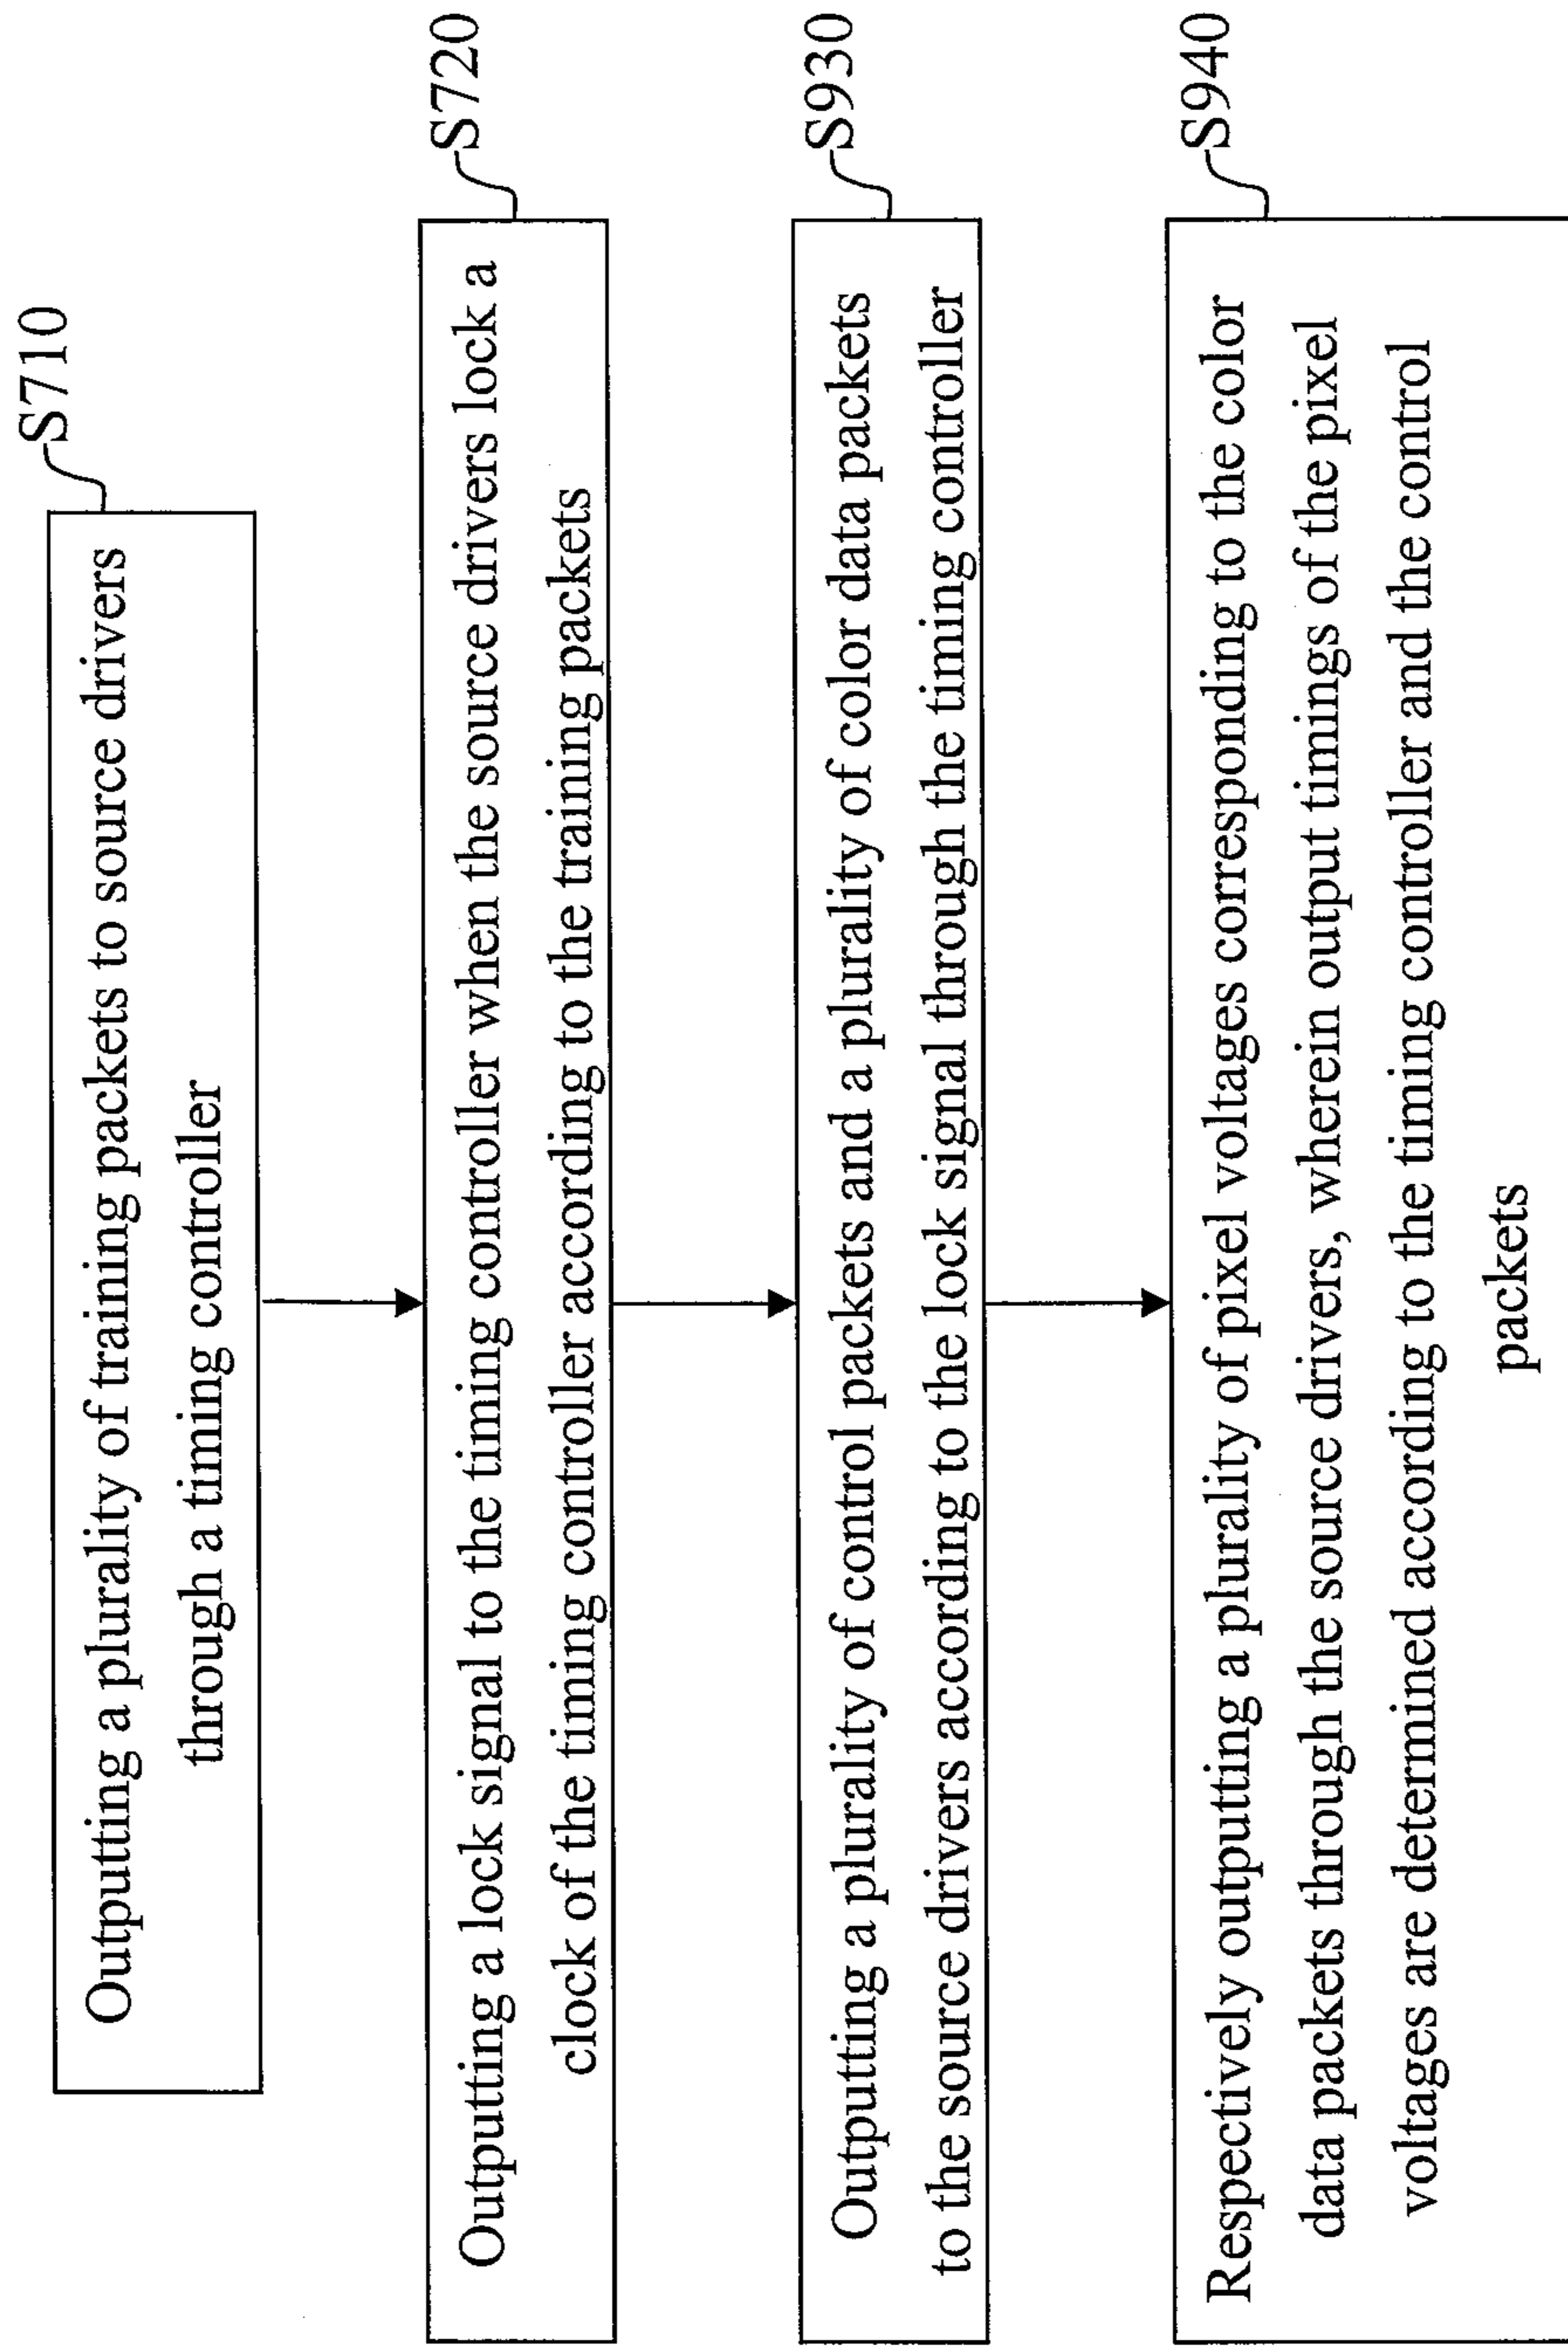 S710
Outputting a plurality of training packets to source drivers
through a timing controller
S720
Outputting a lock signal to the timing controller when the source drivers lock a
clock of the timing controller according to the training packets
S930
Outputting a plurality of control packets and a plurality of color data packets
to the source drivers according to the lock signal through the timing controller
S940
Respectively outputting a plurality of pixel voltages corresponding to the color
data packets through the source drivers, wherein output timings of the pixel
voltages are determined according to the timing controller and the control
packets